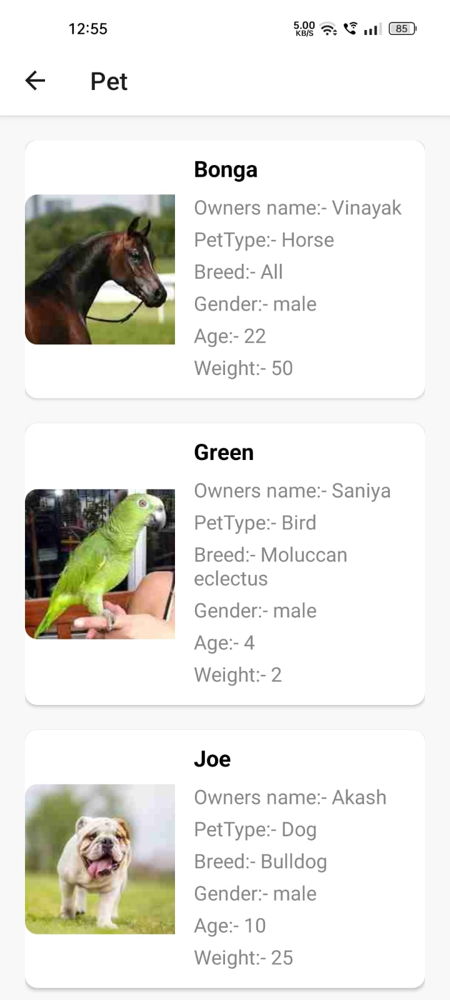 12:55
5.00
KB/S
85
Pet
Bonga
Owners name:- Vinayak
PetType:- Horse
Breed:- All
Gender:- male
Age:- 22
Weight:- 50
Green
Owners name:- Saniya
PetType:- Bird
Breed:- Moluccan
eclectus
Gender:- male
Age:- 4
Weight:- 2
Joe
Owners name:- Akash
PetType:- Dog
Breed:- Bulldog
Gender:- male
Age:- 10
Weight:- 25